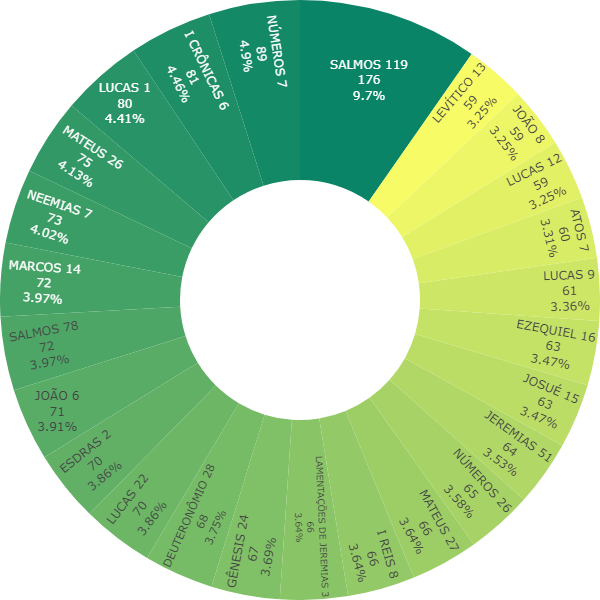 SALMOS 119
176
9.7%
LEVÍTICO 13
59
3.25%
JOÃO 8
59
3.25%
LUCAS 12
59
3.25%
ATOS 7
60
3.31%
LUCAS 9
61
3.36%
EZEQUIEL 16
63
3.47%
JOSUÉ 15
63
3.47%
JEREMIAS 51
64
3.53%
NÚMEROS 26
65
3.58%
MATEUS 27
66
3.64%
I REIS 8
66
3.64%
LAMENTAÇÕES DE JEREMIAS 3
66
3.64%
GÊNESIS 24
67
3.69%
DEUTERONÔMIO 28
68
3.75%
LUCAS 22
70
3.86%
ESDRAS 2
70
3.86%
JOÃO 6
71
3.91%
SALMOS 78
72
3.97%
MARCOS 14
72
3.97%
NEEMIAS 7
73
4.02%
MATEUS 26
75
4.13%
LUCAS 1
80
4.41%
I CRÔNICAS 6
81
4.46%
NÚMEROS 7
89
4.9%